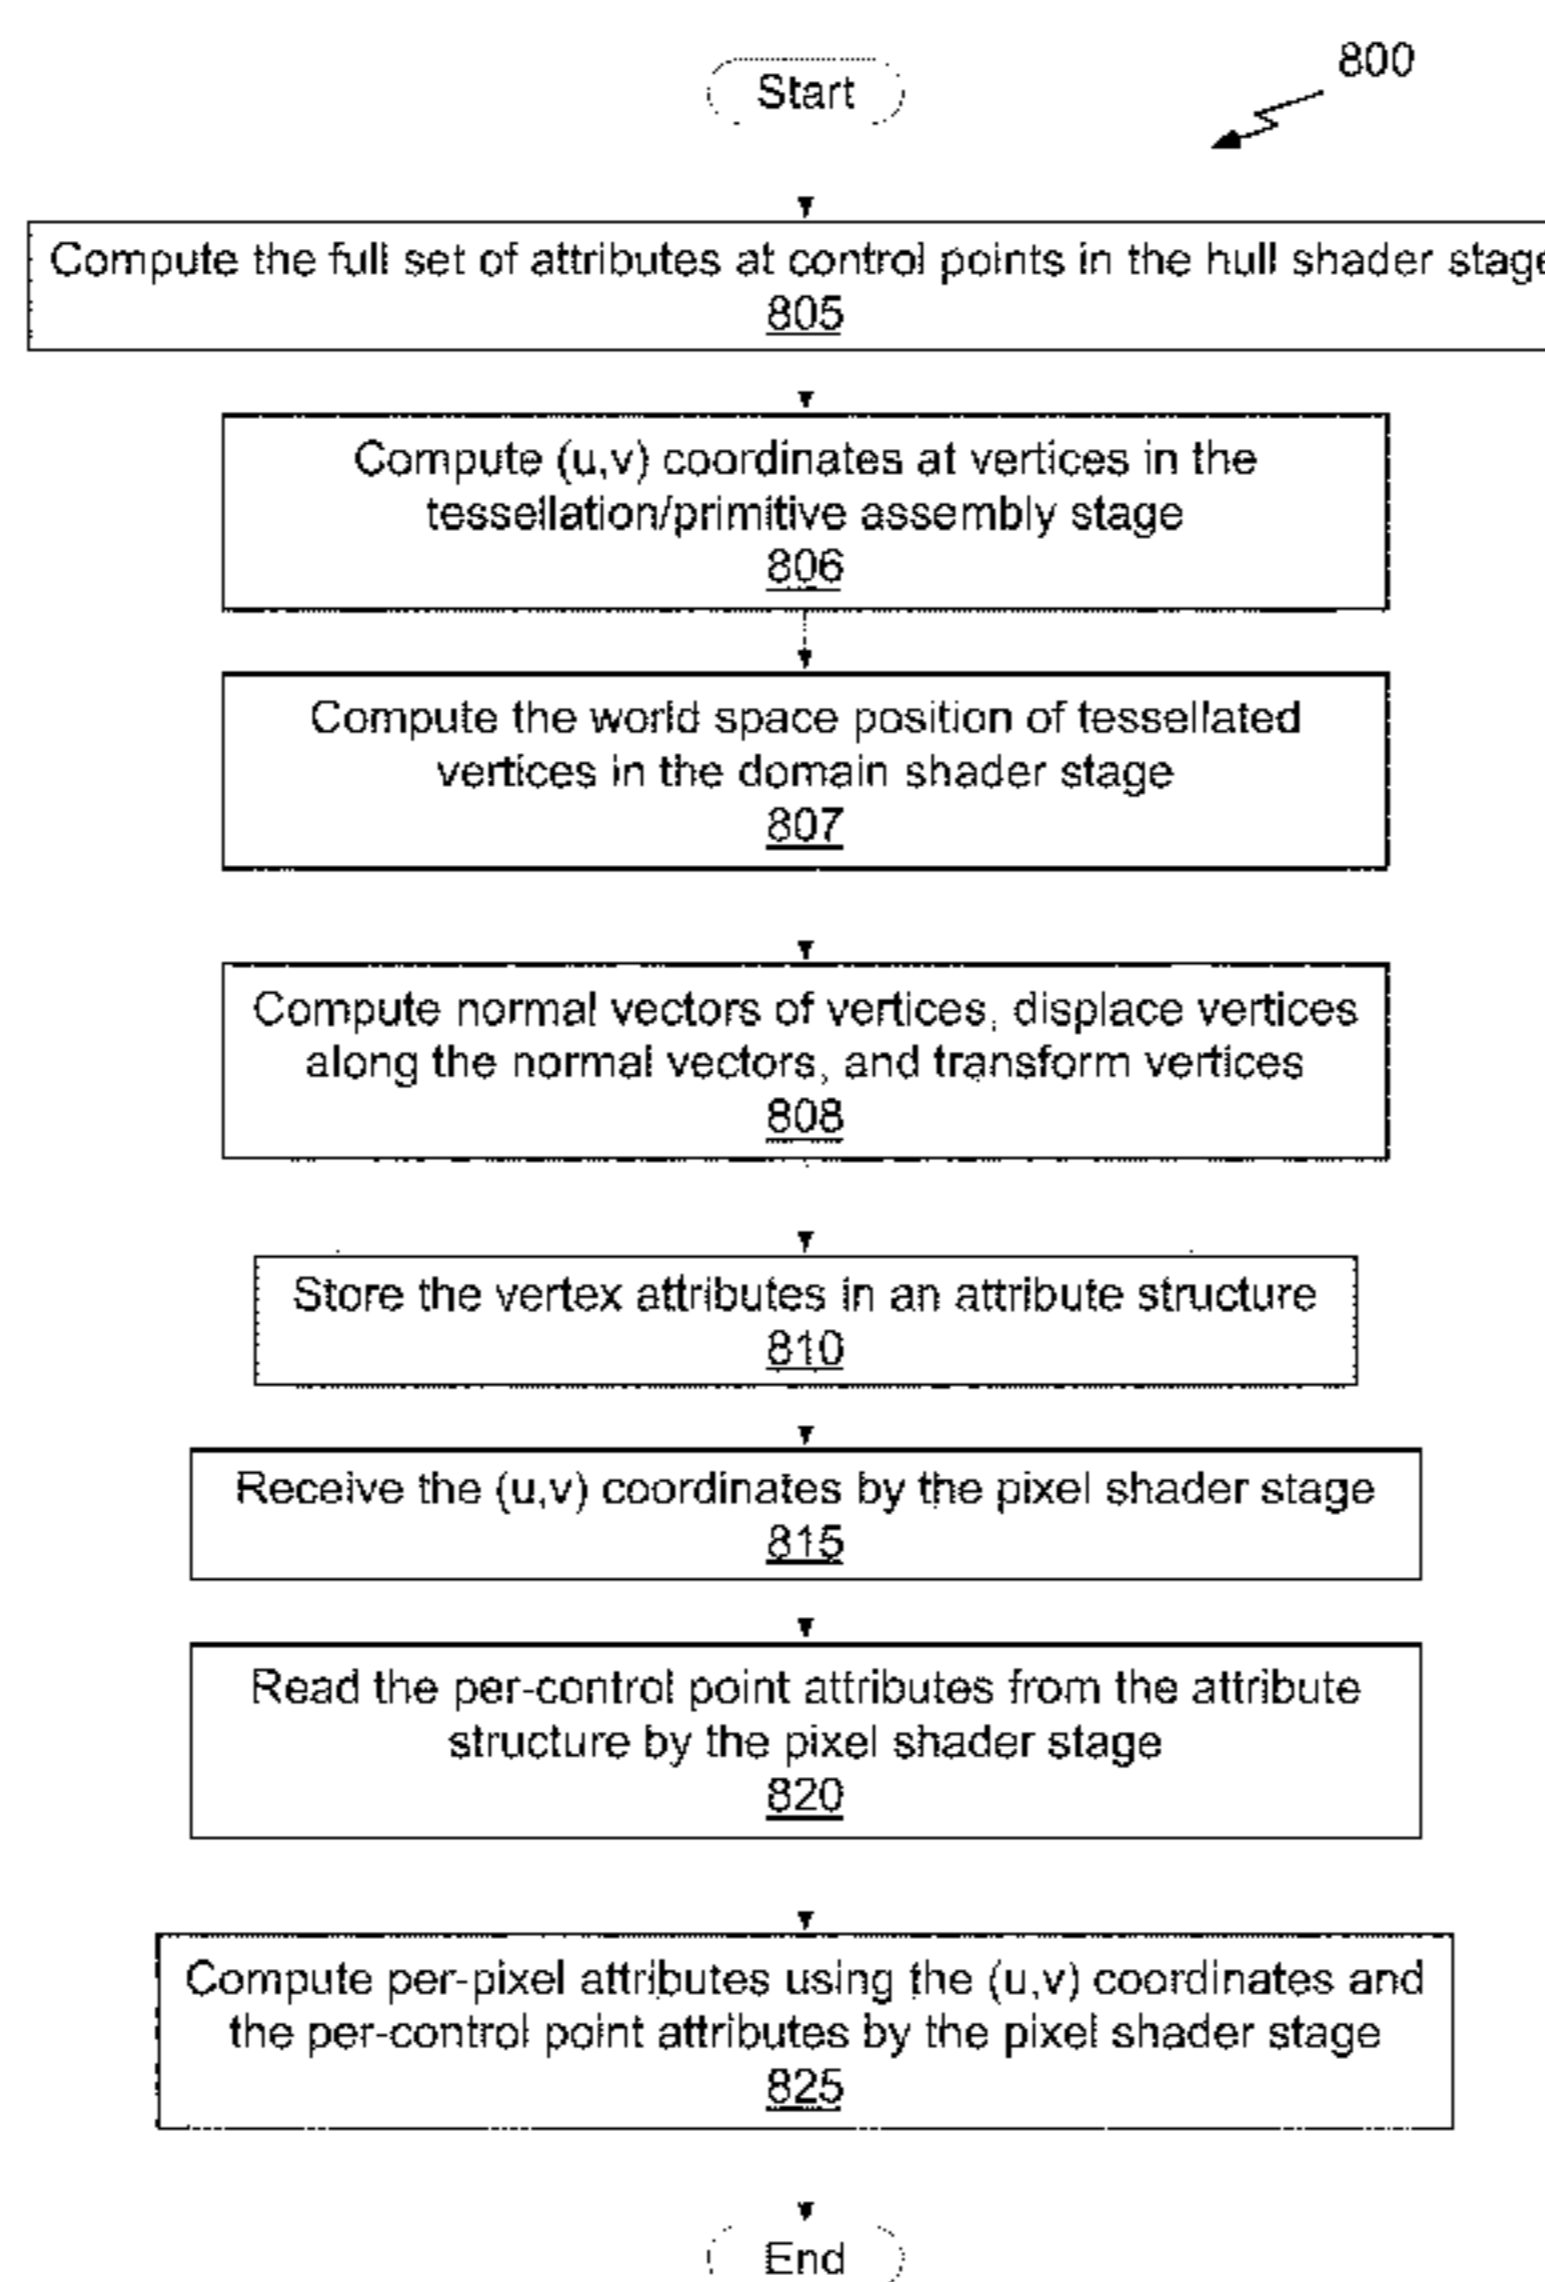 800
Start
Compute the full set of attributes at control points in the hull shader stage
805
Compute (u,v) coordinates at vertices in the
tessellation/primitive assembly stage
806
Compute the world space position of tessellated
vertices in the domain shader stage
807
Compute normal vectors of vertices, displace vertices
along the normal vectors, and transform vertices
808
Store the vertex attributes in an attribute structure
810
Receive the (u,v) coordinates by the pixel shader stage
815
Read the per-control point attributes from the attribute
structure by the pixel shader stage
820
Compute per-pixel attributes using the (u,v) coordinates and
the per-control point attributes by the pixel shader stage
825
End